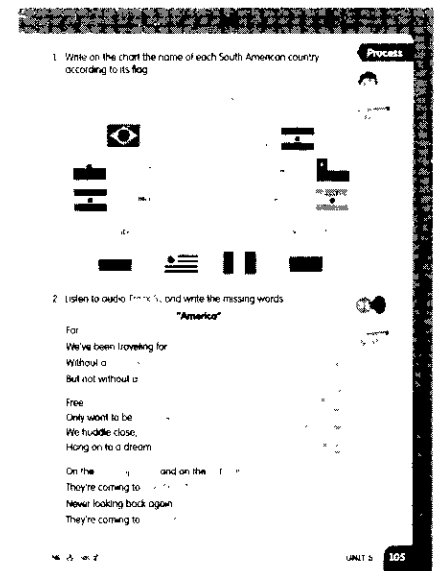 Process
1 Write on the chart the name of each South American country
according to its flag
2 Listen to audio Track 5, and write the missing words
"America"
Far
We've been traveling for
Without a
But not without a
Free
Only want to be
We huddle close,
Hang on to a dream
On the and on the
They're coming to
Never looking back again
They're coming to
UNIT 5 105